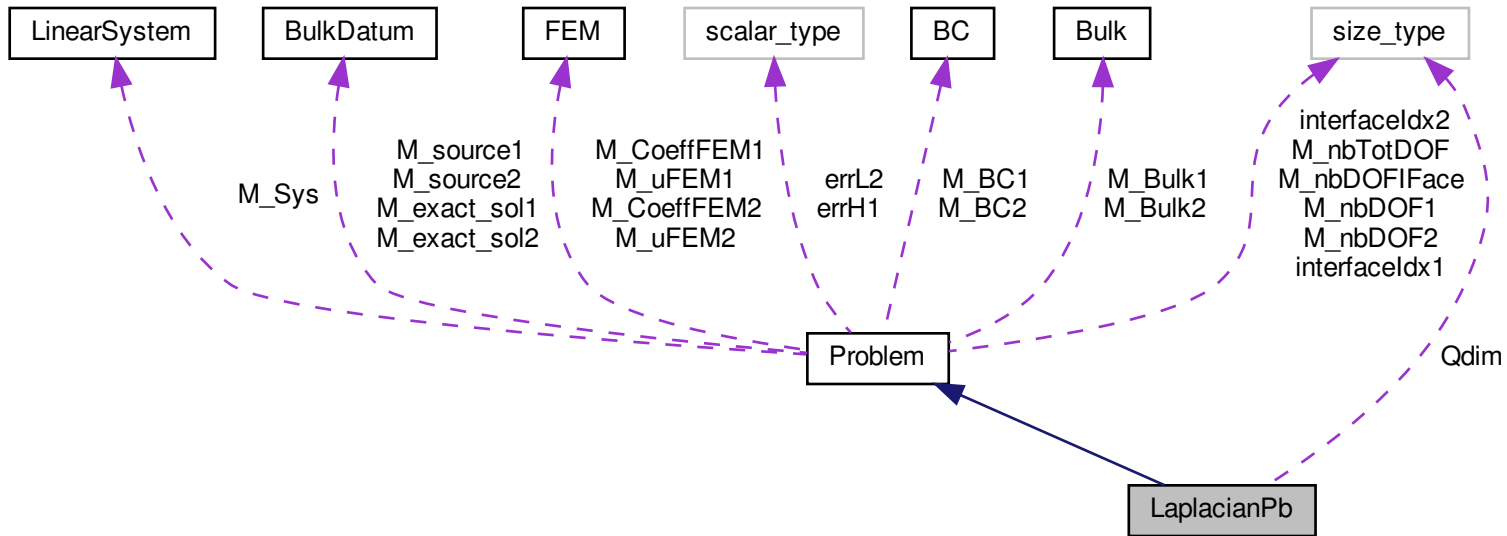 LinearSystem
BulkDatum
FEM
scalar_type
BC
Bulk
size_type
M_Sys
M_source1
M_source2
M_exact_sol1
M_exact_sol2
M_CoeffFEM1
M_uFEM1
M_CoeffFEM2
M_uFEM2
errL2
errH1
M_BC1
M_BC2
M_Bulk1
M_Bulk2
interfaceIdx2
M_nbTotDOF
M_nbDOFIFace
M_nbDOF1
M_nbDOF2
interfaceIdx1
Problem
Qdim
LaplacianPb